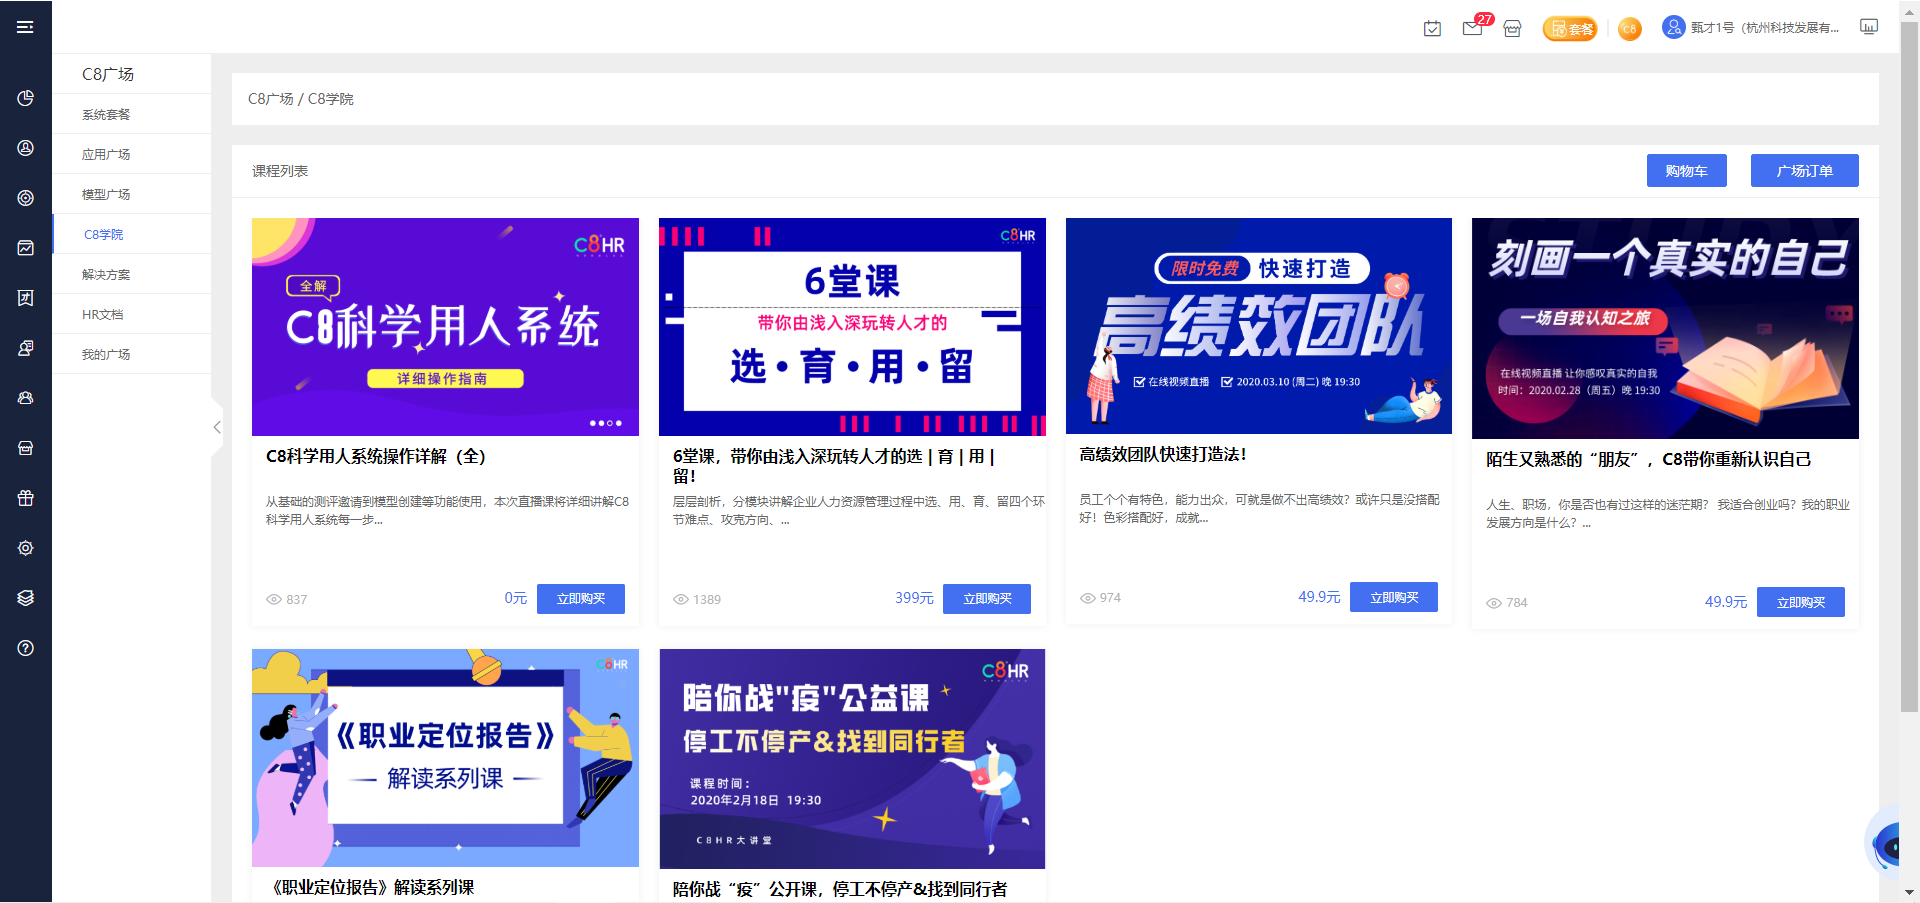 27
套餐
C8
甄才1号（杭州科技发展有...
C8广场
系统套餐
应用广场
模型广场
C8学院
解决方案
HR文档
我的广场
C8广场 / C8学院
课程列表
购物车
广场订单
C8HR
全解
C8科学用人系统
详细操作指南
C8科学用人系统操作详解（全）
从基础的测评邀请到模型创建等功能使用，本次直播课将详细讲解C8
科学用人系统每一步...
837
0元
立即购买
C8HR
6堂课
带你由浅入深玩转人才的
选·育·用·留
6堂课，带你由浅入深玩转人才的选 | 育 | 用 |
留！
层层剖析，分模块讲解企业人力资源管理过程中选、用、育、留四个环
节难点、攻克方向、...
1389
399元
立即购买
限时免费 快速打造
高绩效团队
在线视频直播 2020.03.10 (周二) 晚 19:30
高绩效团队快速打造法！
员工个个有特色，能力出众，可就是做不出高绩效？或许只是没搭配
好！色彩搭配好，成就...
974
49.9元
立即购买
刻画一个真实的自己
一场自我认知之旅
在线视频直播 让你感叹真实的自我
时间：2020.02.28（周五）晚 19:30
陌生又熟悉的“朋友”，C8带你重新认识自己
人生、职场，你是否也有过这样的迷茫期？ 我适合创业吗？我的职业
发展方向是什么？...
784
49.9元
立即购买
C8HR
《职业定位报告》
解读系列课
《职业定位报告》解读系列课
C8HR
陪你战"疫"公益课
停工不停产&找到同行者
课程时间：
2020年2月18日 19:30
C8HR大讲堂
陪你战“疫”公开课，停工不停产&找到同行者